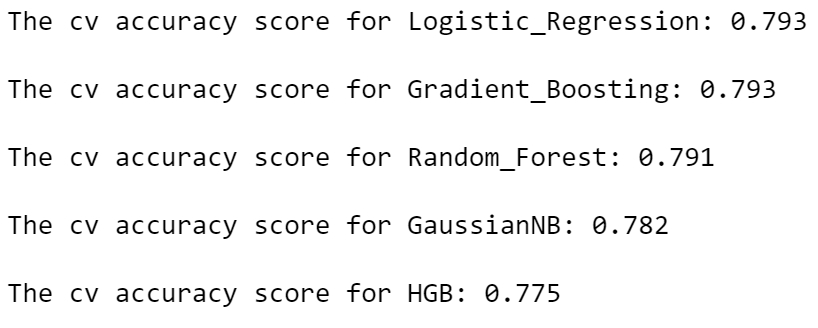 The cv accuracy score for Logistic_Regression: 0.793
The cv accuracy score for Gradient_Boosting: 0.793
The cv accuracy score for Random_Forest: 0.791
The cv accuracy score for GaussianNB: 0.782
The cv accuracy score for HGB: 0.775